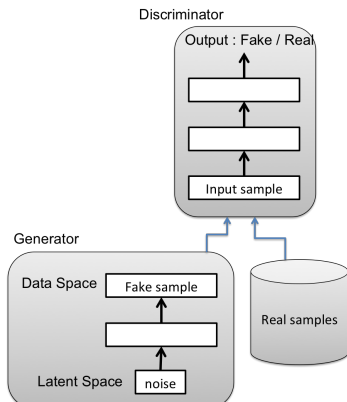 Discriminator
Output : Fake / Real
Input sample
Generator
Data Space
Fake sample
Real samples
Latent Space
noise